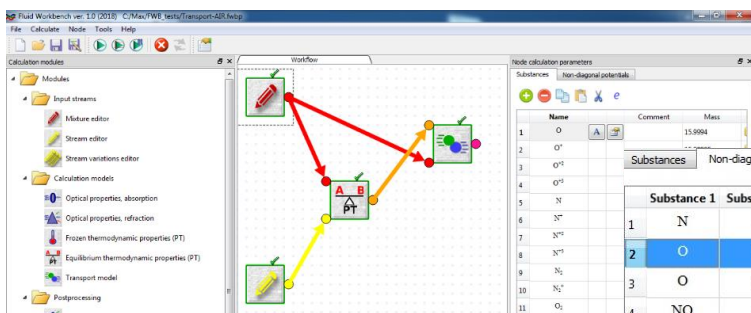 Fluid Workbench ver. 1.0 (2018) C:/Max/FWB_tests/Transport-AIR.fwbp
File Calculate Node Tools Help
Calculation modules
Workflow
Node calculation parameters
Modules
Input streams
Mixture editor
Stream editor
Stream variations editor
Calculation models
Optical properties, absorption
Optical properties, refraction
Frozen thermodynamic properties (PT)
Equilibrium thermodynamic properties (PT)
Transport model
Postprocessing
A B
PT
Substances Non-diagonal potentials
e
Name Comment Mass
1 O A 15.9994
2 O⁺
3 O⁺²
4 O⁺³
5 N
6
7 N⁺²
8 N⁺³
9 N₂
10 N₂⁺
11 O₂
Substances Non-diag
Substance 1 Subs
1 N
2 O
3 O
4 NO